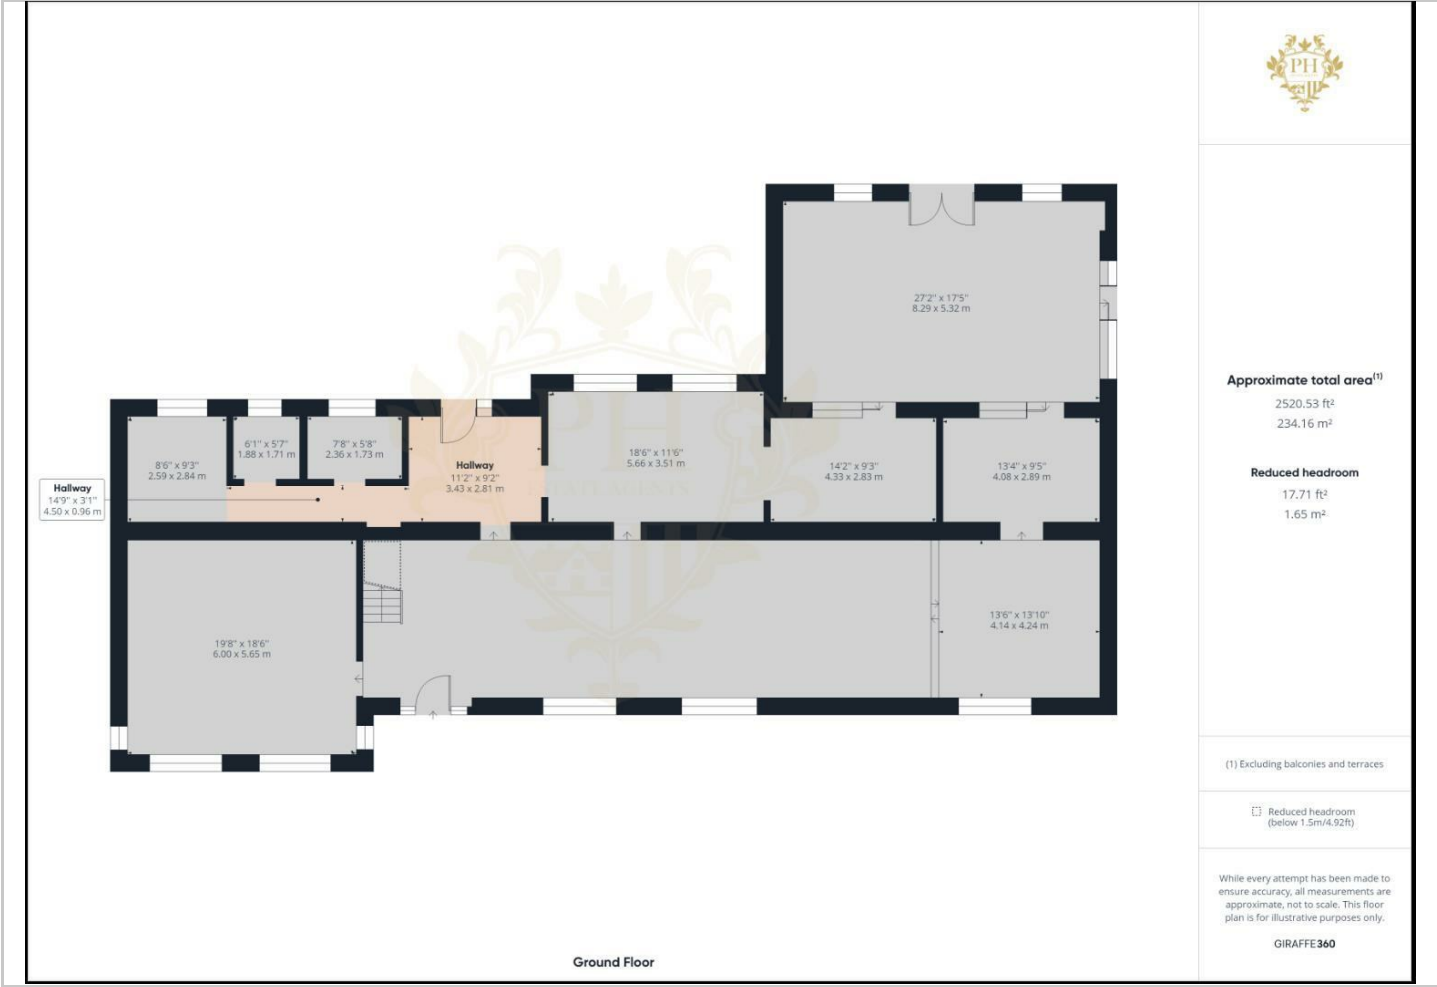 PH
27'2" x 17'5"
8.29 x 5.32 m
6'1" x 5'7"
1.88 x 1.71 m
7'8" x 5'8"
2.36 x 1.73 m
8'6" x 9'3"
2.59 x 2.84 m
Hallway
11'2" x 9'2"
3.43 x 2.81 m
18'6" x 11'6"
5.66 x 3.51 m
14'2" x 9'3"
4.33 x 2.83 m
13'4" x 9'5"
4.08 x 2.89 m
Hallway
14'9" x 3'1"
4.50 x 0.96 m
PH
ESTATE AGENTS
19'8" x 18'6"
6.00 x 5.65 m
13'6" x 13'10"
4.14 x 4.24 m
Ground Floor
Approximate total area(1)
2520.53 ft²
234.16 m²
Reduced headroom
17.71 ft²
1.65 m²
(1) Excluding balconies and terraces
Reduced headroom
(below 1.5m/4.92ft)
While every attempt has been made to
ensure accuracy, all measurements are
approximate, not to scale. This floor
plan is for illustrative purposes only.
GIRAFFE360